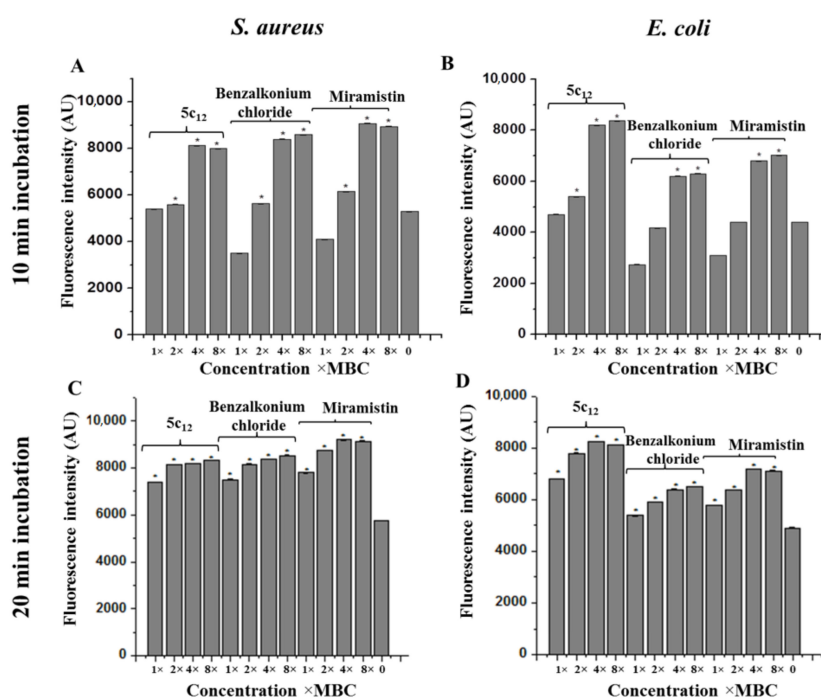 S. aureus
E. coli
10 min incubation
20 min incubation
A
Fluorescence intensity (AU)
10,000
8000
6000
4000
2000
0
5c12
Benzalkonium
chloride
Miramistin
* * * * * * * * *
1× 2× 4× 8× 1× 2× 4× 8× 1× 2× 4× 8× 0
Concentration ×MBC
B
Fluorescence intensity (AU)
10,000
8000
6000
4000
2000
0
5c12
Benzalkonium
chloride
Miramistin
* * * * * * *
1× 2× 4× 8× 1× 2× 4× 8× 1× 2× 4× 8× 0
Concentration ×MBC
C
Fluorescence intensity (AU)
10,000
8000
6000
4000
2000
0
5c12
Benzalkonium
chloride
Miramistin
* * * * * * * * * * * *
1× 2× 4× 8× 1× 2× 4× 8× 1× 2× 4× 8× 0
Concentration ×MBC
D
Fluorescence intensity (AU)
10,000
8000
6000
4000
2000
0
5c12
Benzalkonium
chloride
Miramistin
* * * * * * * * * * * *
1× 2× 4× 8× 1× 2× 4× 8× 1× 2× 4× 8× 0
Concentration ×MBC